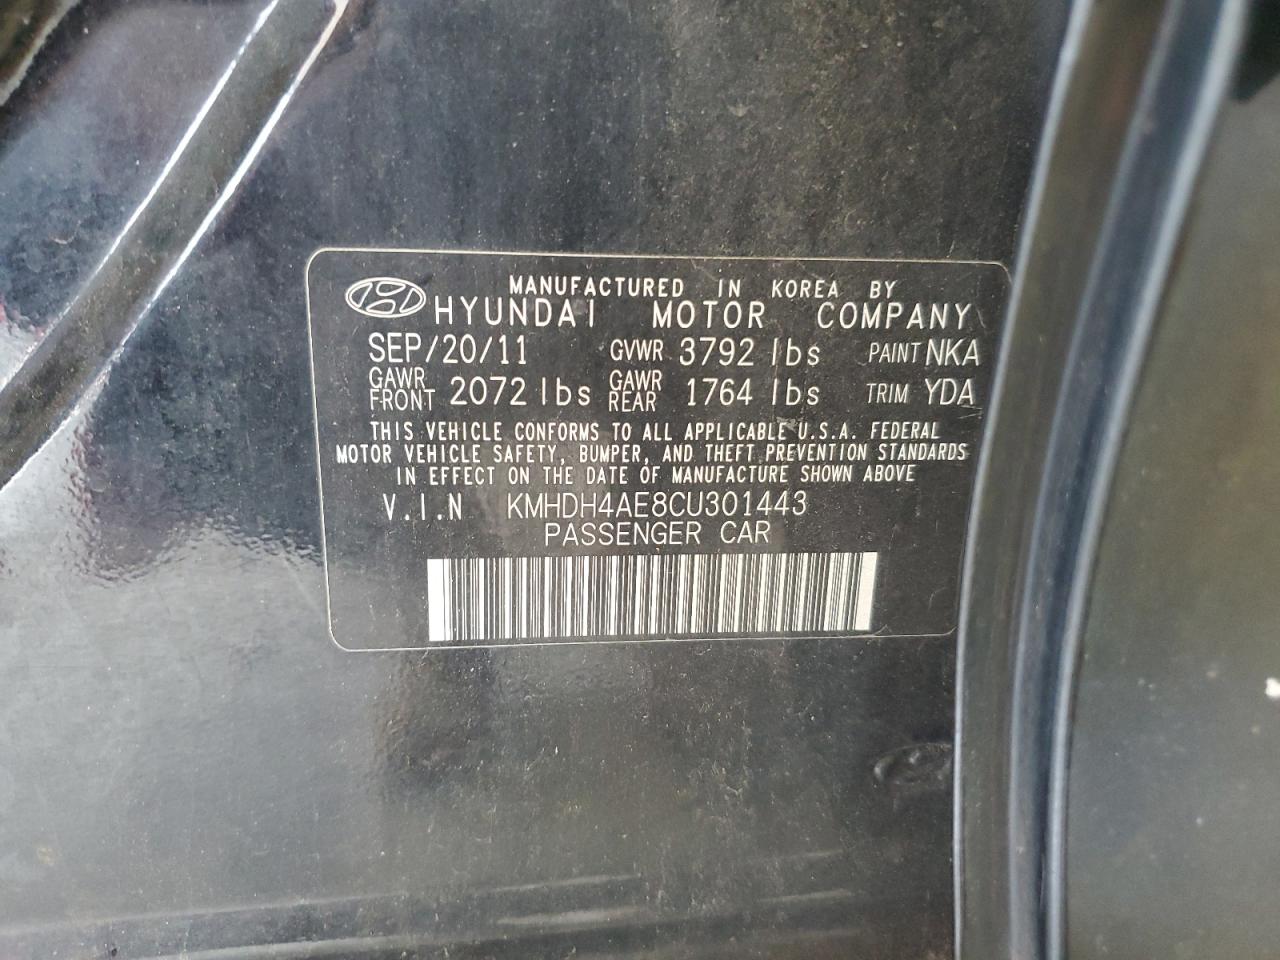 MANUFACTURED IN KOREA BY
HYUNDAI MOTOR COMPANY
SEP/20/11 GVWR 3792 lbs PAINT NKA
GAWR FRONT 2072 lbs GAWR REAR 1764 lbs TRIM YDA
THIS VEHICLE CONFORMS TO ALL APPLICABLE U.S.A. FEDERAL
MOTOR VEHICLE SAFETY, BUMPER, AND THEFT PREVENTION STANDARDS
IN EFFECT ON THE DATE OF MANUFACTURE SHOWN ABOVE
V.I.N KMHDH4AE8CU301443
PASSENGER CAR